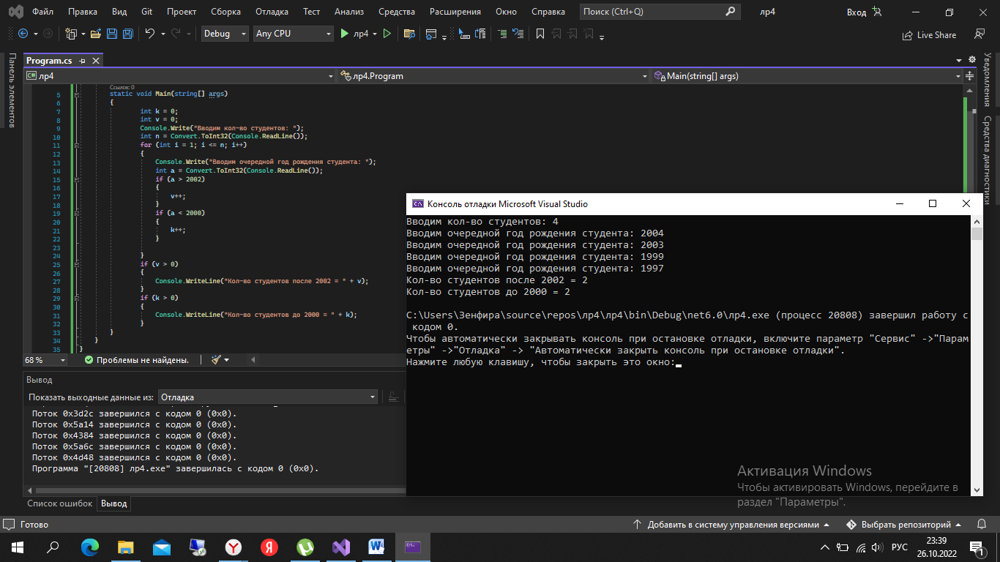 Файл Правка Вид Git Проект Сборка Отладка Тест Анализ Средства Расширения Окно Справка Поиск (Ctrl+Q) лр4 Вход
Debug Any CPU лр4 Live Share
Панель элементов
Program.cs
лр4 лр4.Program Main(string[] args)
Уведомления
Средства диагностики
Ссылок: 0
5 static void Main(string[] args)
6 {
7 int k = 0;
8 int v = 0;
9 Console.Write("Вводим кол-во студентов: ");
10 int n = Convert.ToInt32(Console.ReadLine());
11 for (int i = 1; i <= n; i++)
12 {
13 Console.Write("Вводим очередной год рождения студента: ");
14 int a = Convert.ToInt32(Console.ReadLine());
15 if (a > 2002)
16 {
17 v++;
18 }
19 if (a < 2000)
20 {
21 k++;
22 }
23
24 }
25 if (v > 0)
26 {
27 Console.WriteLine("Кол-во студентов после 2002 = " + v);
28 }
29 if (k > 0)
30 {
31 Console.WriteLine("Кол-во студентов до 2000 = " + k);
32 }
33 }
34 }
35 }
68 % Проблемы не найдены.
Вывод
Показать выходные данные из: Отладка
Поток 0x3d2c завершился с кодом 0 (0x0).
Поток 0x5a14 завершился с кодом 0 (0x0).
Поток 0x4384 завершился с кодом 0 (0x0).
Поток 0x5a6c завершился с кодом 0 (0x0).
Поток 0x4d48 завершился с кодом 0 (0x0).
Программа "[20808] лр4.exe" завершилась с кодом 0 (0x0).
Список ошибок Вывод
Консоль отладки Microsoft Visual Studio
Вводим кол-во студентов: 4
Вводим очередной год рождения студента: 2004
Вводим очередной год рождения студента: 2003
Вводим очередной год рождения студента: 1999
Вводим очередной год рождения студента: 1997
Кол-во студентов после 2002 = 2
Кол-во студентов до 2000 = 2
C:\Users\Зенфира\source\repos\лр4\лр4\bin\Debug\net6.0\лр4.exe (процесс 20808) завершил работу с
кодом 0.
Чтобы автоматически закрывать консоль при остановке отладки, включите параметр "Сервис" ->"Парам
етры" ->"Отладка" -> "Автоматически закрыть консоль при остановке отладки".
Нажмите любую клавишу, чтобы закрыть это окно:
Активация Windows
Чтобы активировать Windows, перейдите в
раздел "Параметры".
Готово Добавить в систему управления версиями Выбрать репозиторий
РУС 23:39
26.10.2022 1